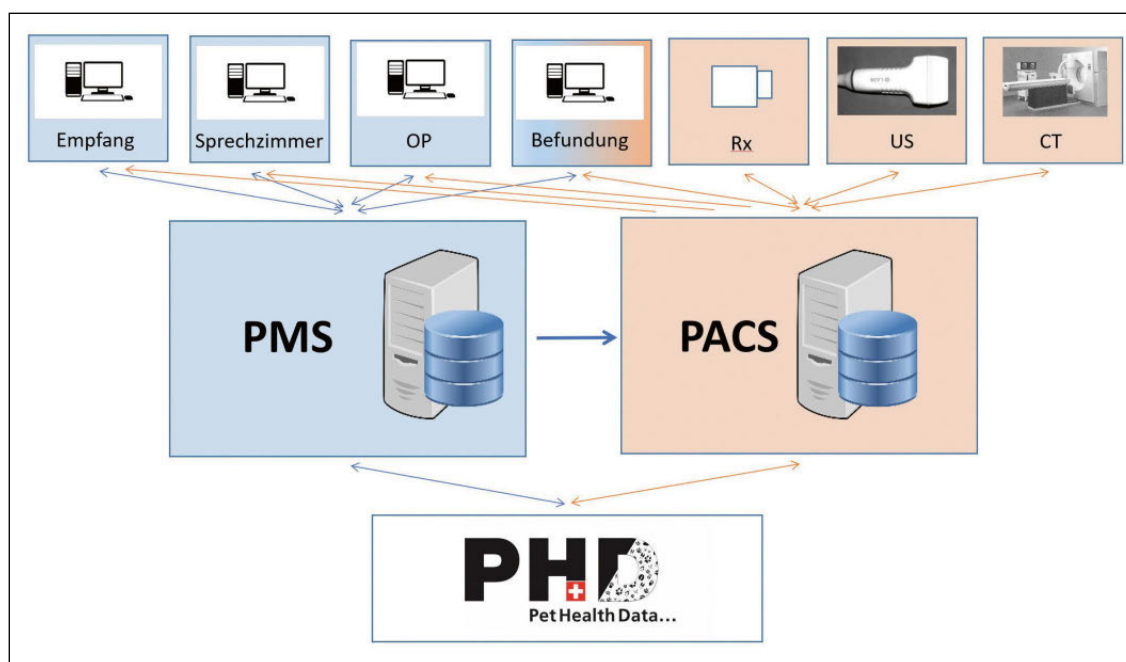 Empfang
Sprechzimmer
OP
Befundung
Rx
US
CT
PMS
PACS
PHD
Pet Health Data...